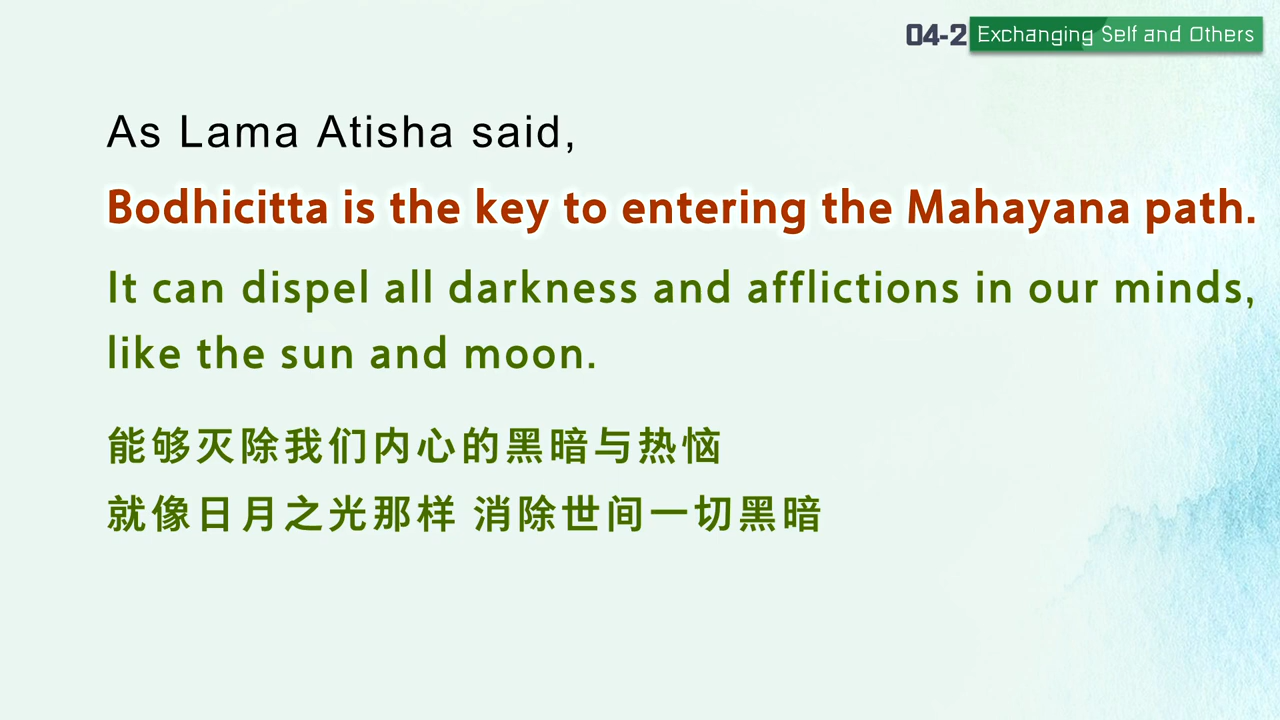 04-2 Exchanging Self and Others
As Lama Atisha said,
Bodhicitta is the key to entering the Mahayana path.
It can dispel all darkness and afflictions in our minds,
like the sun and moon.
能够灭除我们内心的黑暗与热恼
就像日月之光那样 消除世间一切黑暗